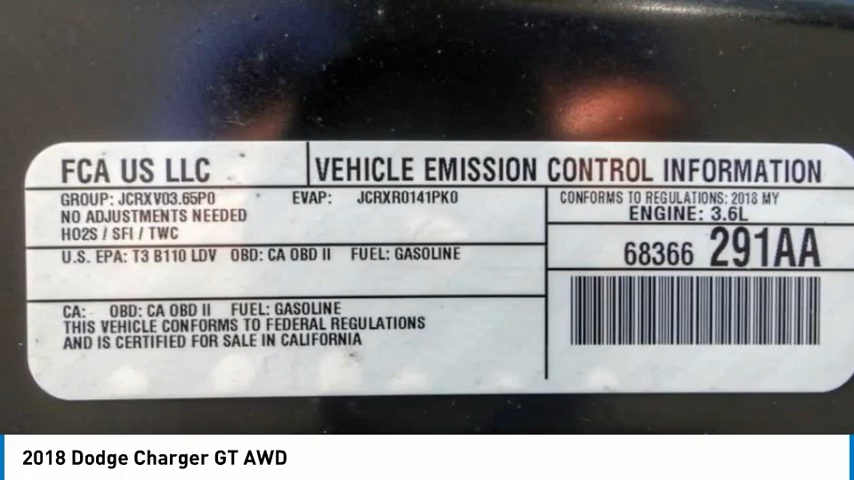 FCA US LLC
VEHICLE EMISSION CONTROL INFORMATION
GROUP: JCRXV03.65P0 EVAP: JCRXR0141PK0
NO ADJUSTMENTS NEEDED
HO2S / SFI / TWC
CONFORMS TO REGULATIONS: 2018 MY
ENGINE: 3.6L
68366 291AA
U.S. EPA: T3 B110 LDV OBD: CA OBD II FUEL: GASOLINE
CA: OBD: CA OBD II FUEL: GASOLINE
THIS VEHICLE CONFORMS TO FEDERAL REGULATIONS
AND IS CERTIFIED FOR SALE IN CALIFORNIA
2018 Dodge Charger GT AWD